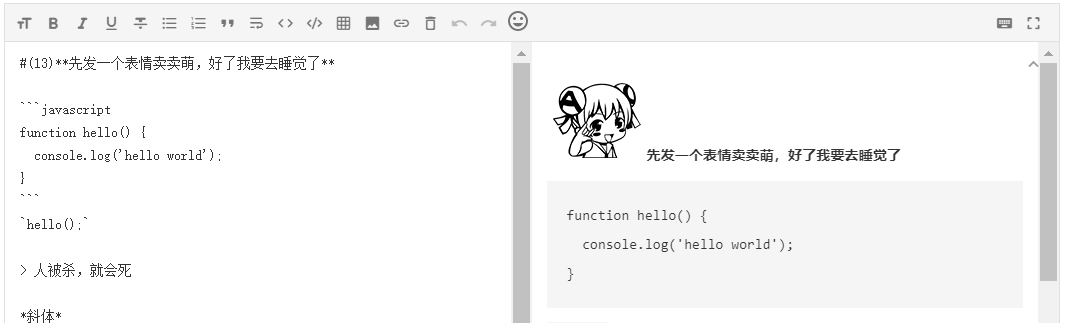 #(13)**先发一个表情卖卖萌，好了我要去睡觉了**
```javascript
function hello() {
  console.log('hello world');
}
```
`hello();`
> 人被杀，就会死
*斜体*
先发一个表情卖卖萌，好了我要去睡觉了
function hello() {
  console.log('hello world');
}